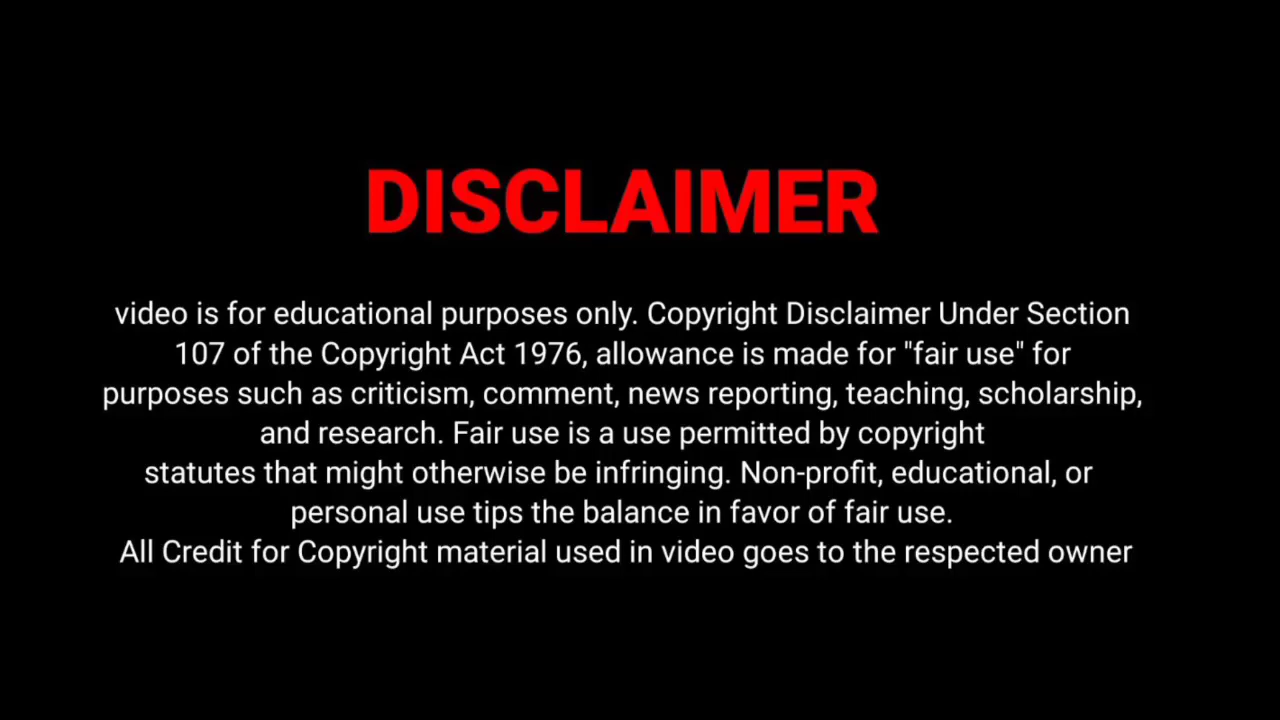 DISCLAIMER
video is for educational purposes only. Copyright Disclaimer Under Section
107 of the Copyright Act 1976, allowance is made for "fair use" for
purposes such as criticism, comment, news reporting, teaching, scholarship,
and research. Fair use is a use permitted by copyright
statutes that might otherwise be infringing. Non-profit, educational, or
personal use tips the balance in favor of fair use.
All Credit for Copyright material used in video goes to the respected owner